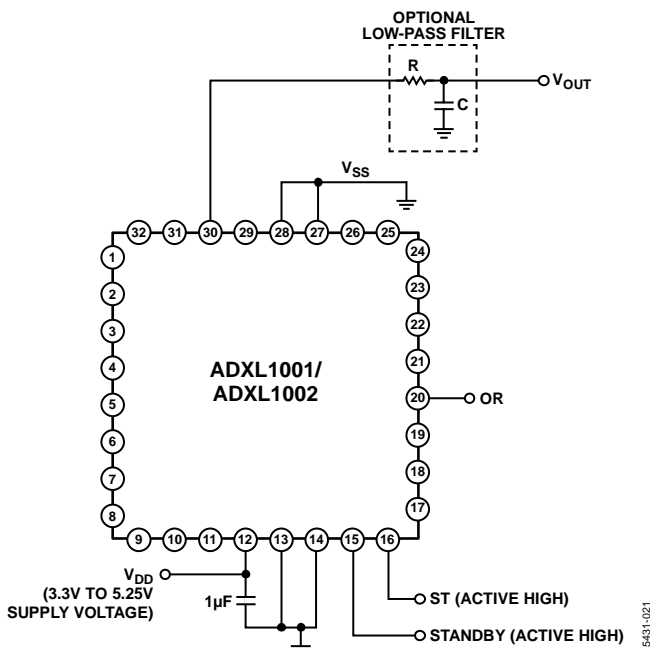 OPTIONAL
LOW-PASS FILTER
R
C
VOUT
VSS
32 31 30 29 28 27 26 25
1
2
3
4
5
6
7
8
24
23
22
21
20
19
18
17
ADXL1001/
ADXL1002
OR
9 10 11 12 13 14 15 16
VDD
(3.3V TO 5.25V
SUPPLY VOLTAGE)
1µF
ST (ACTIVE HIGH)
STANDBY (ACTIVE HIGH)
5431-021